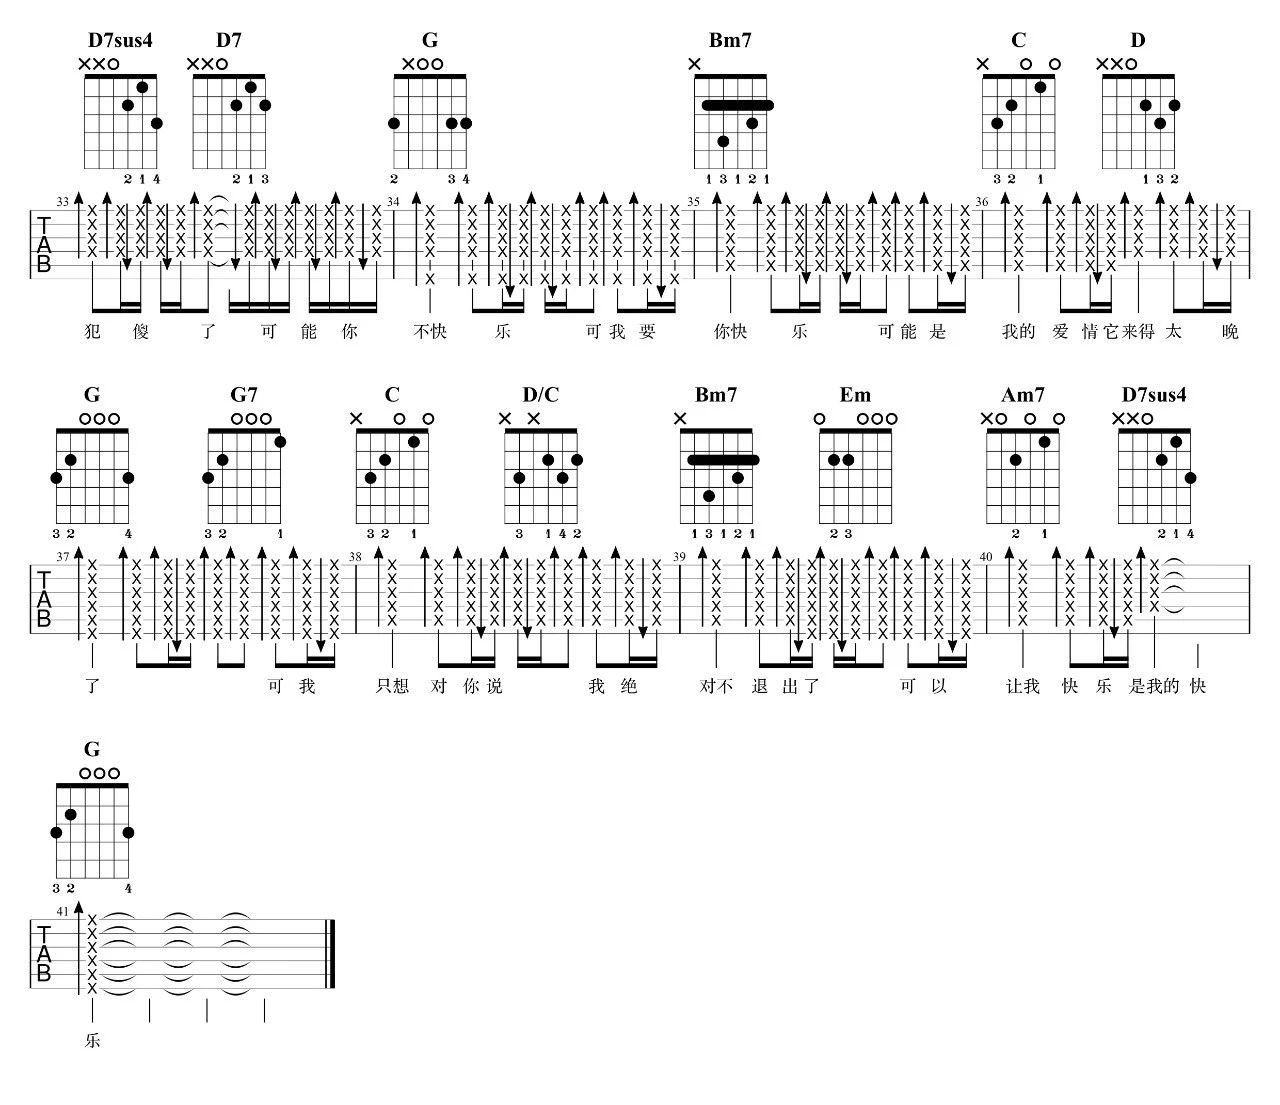 D7sus4 D7 G Bm7 C D
××○ ××○ ×○○ × × ○ ○ ××○
2 1 4 2 1 3 2 3 4 1 3 1 2 1 3 2 1 1 3 2
33 34 35 36
T
A
B
犯 傻 了 可 能 你 不快 乐 可 我 要 你快 乐 可 能 是 我的 爱 情 它 来得 太 晚
G G7 C D/C Bm7 Em Am7 D7sus4
○○○ ○○○ × ○ ○ × × × ○ ○○○ ×○ ○ ○ ××○
3 2 4 3 2 1 3 2 1 3 1 4 2 1 3 1 2 1 2 3 2 1 2 1 4
37 38 39 40
T
A
B
了 可 我 只想 对 你 说 我 绝 对不 退 出 了 可 以 让我 快 乐 是我的 快
G
○○○
3 2 4
41
T
A
B
乐